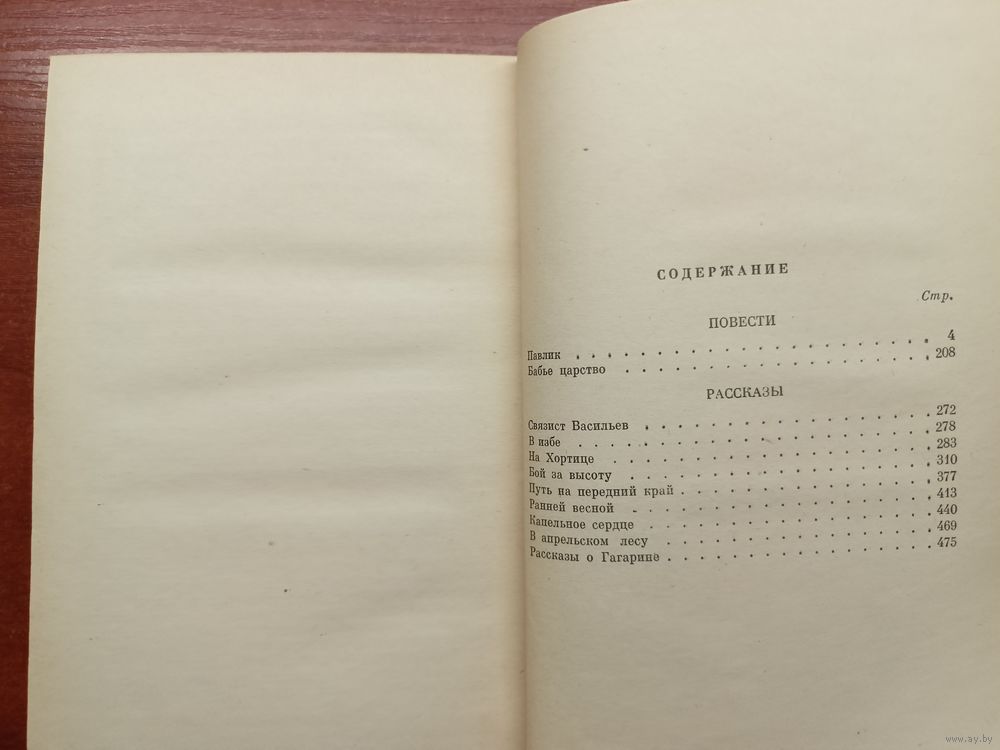 СОДЕРЖАНИЕ
Стр.
ПОВЕСТИ
Павлик . . . . . . . . . . . . . . . . . . . . . . 4
Бабье царство . . . . . . . . . . . . . . . . . . 208
РАССКАЗЫ
Связист Васильев . . . . . . . . . . . . . . . . 272
В избе . . . . . . . . . . . . . . . . . . . . . 278
На Хортице . . . . . . . . . . . . . . . . . . . 283
Бой за высоту . . . . . . . . . . . . . . . . . . 310
Путь на передний край . . . . . . . . . . . . . . 377
Ранней весной . . . . . . . . . . . . . . . . . . 413
Капельное сердце . . . . . . . . . . . . . . . . 440
В апрельском лесу . . . . . . . . . . . . . . . . 469
Рассказы о Гагарине . . . . . . . . . . . . . . . 475
www.ay.by